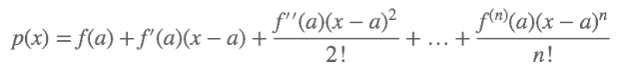 p(x) = f(a) + f'(a)(x − a) + f''(a)(x − a)²/2! + … + f⁽ⁿ⁾(a)(x − a)ⁿ/n!